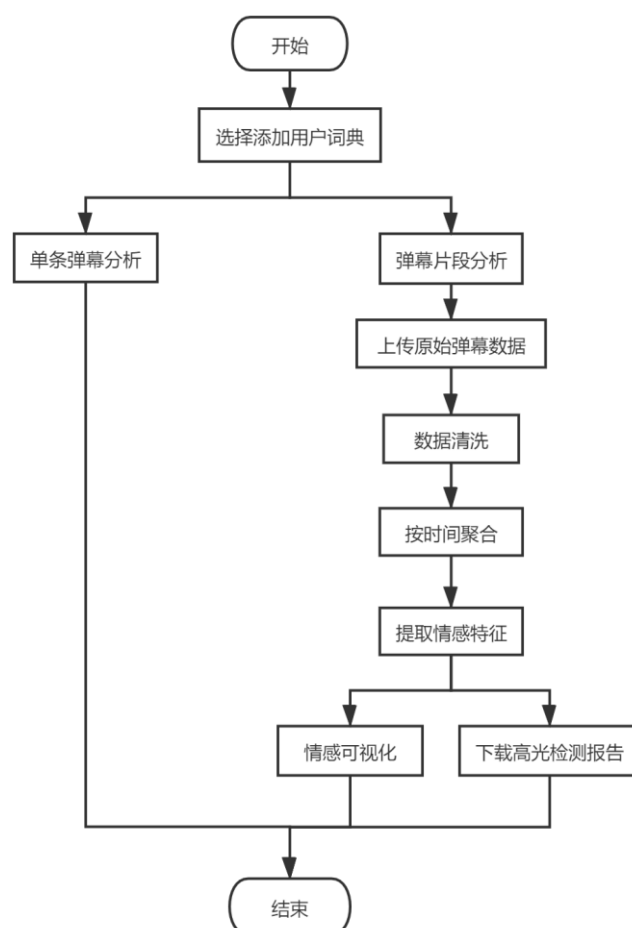 开始
选择添加用户词典
单条弹幕分析
弹幕片段分析
上传原始弹幕数据
数据清洗
按时间聚合
提取情感特征
情感可视化
下载高光检测报告
结束